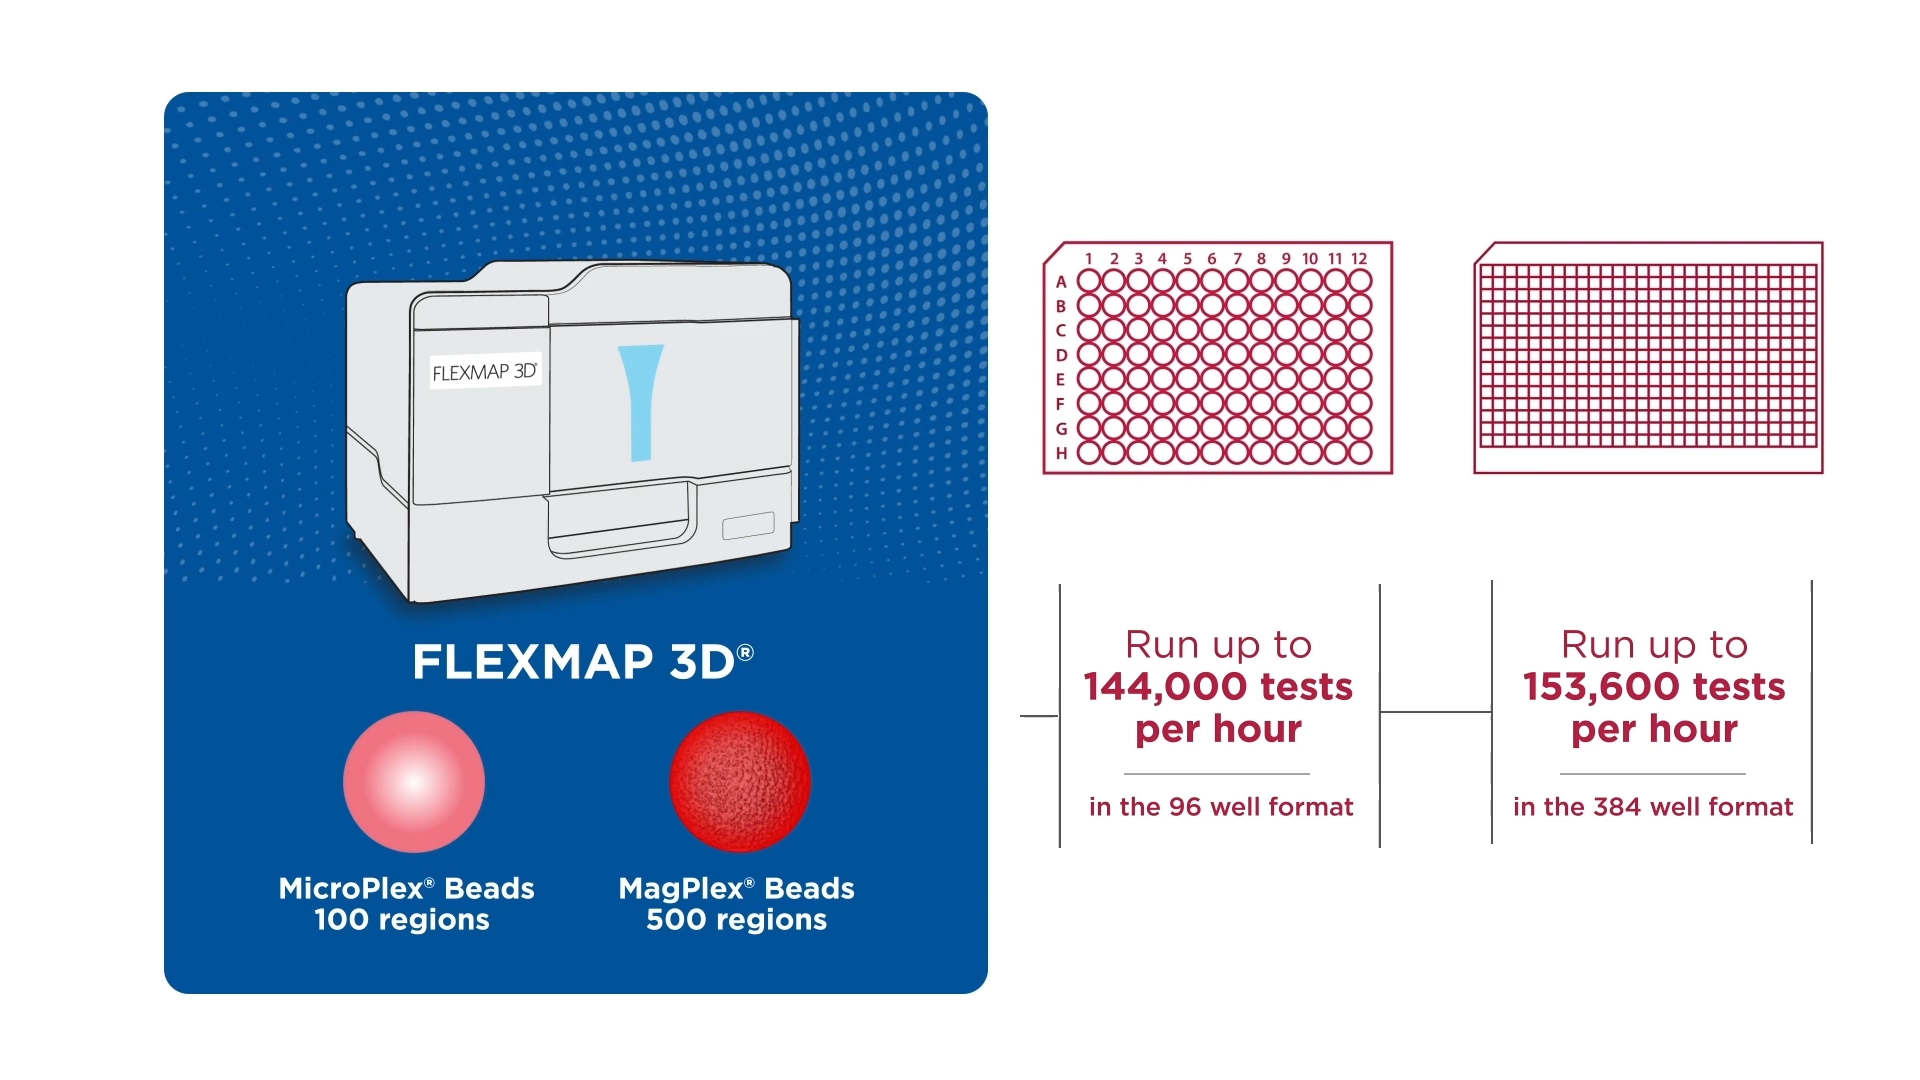 FLEXMAP 3D®
FLEXMAP 3D®
MicroPlex® Beads
100 regions
MagPlex® Beads
500 regions
1 2 3 4 5 6 7 8 9 10 11 12
A
B
C
D
E
F
G
H
Run up to
144,000 tests
per hour
in the 96 well format
Run up to
153,600 tests
per hour
in the 384 well format